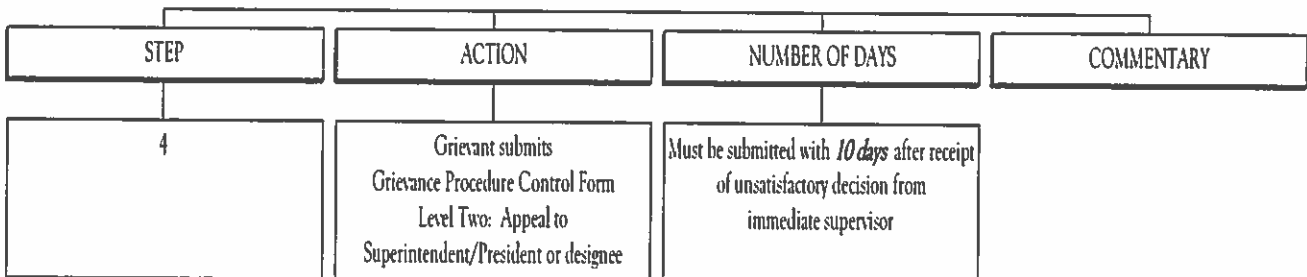 STEP
ACTION
NUMBER OF DAYS
COMMENTARY
4
Grievant submits
Grievance Procedure Control Form
Level Two: Appeal to
Superintendent/President or designee
Must be submitted with 10 days after receipt
of unsatisfactory decision from
immediate supervisor